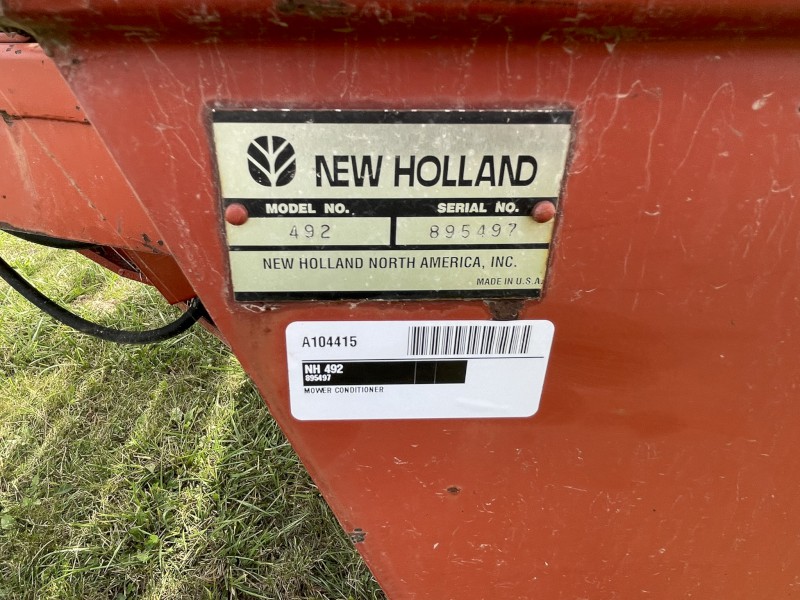 NEW HOLLAND
MODEL NO. SERIAL NO.
492 895497
NEW HOLLAND NORTH AMERICA, INC.
MADE IN U.S.A.
A104415
NH 492
895497
MOWER CONDITIONER